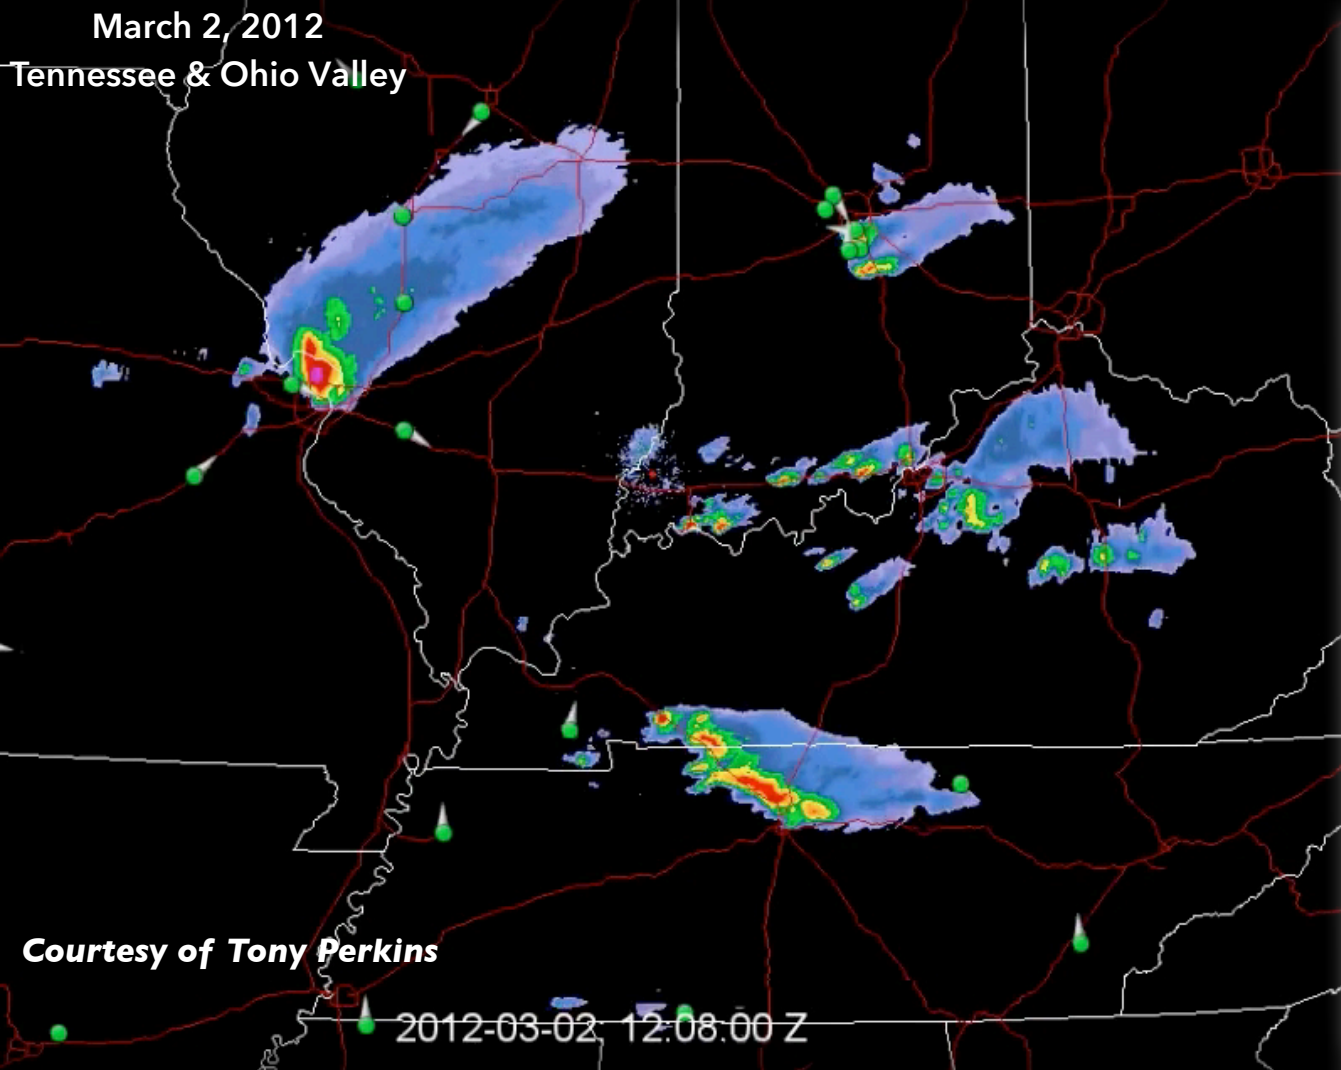 March 2, 2012
Tennessee & Ohio Valley
Courtesy of Tony Perkins
2012-03-02 12:08:00 Z